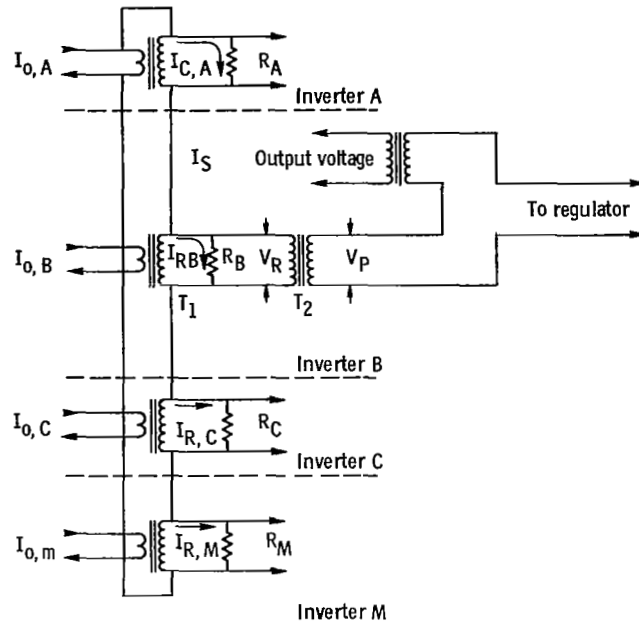 I_o,A
I_C,A
R_A
Inverter A
I_S
Output voltage
To regulator
I_o,B
I_RB
R_B
V_R
V_P
T_1
T_2
Inverter B
I_o,C
I_R,C
R_C
Inverter C
I_o,m
I_R,M
R_M
Inverter M